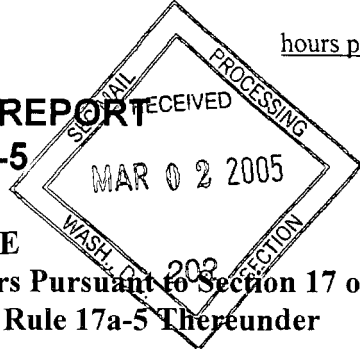 hours p
REPORT
-5
SEC MAIL
PROCESSING
RECEIVED
MAR 0 2 2005
WASH., D.C.
SECTION
E
rs Pursuant to Section 17 o
Rule 17a-5 Thereunder